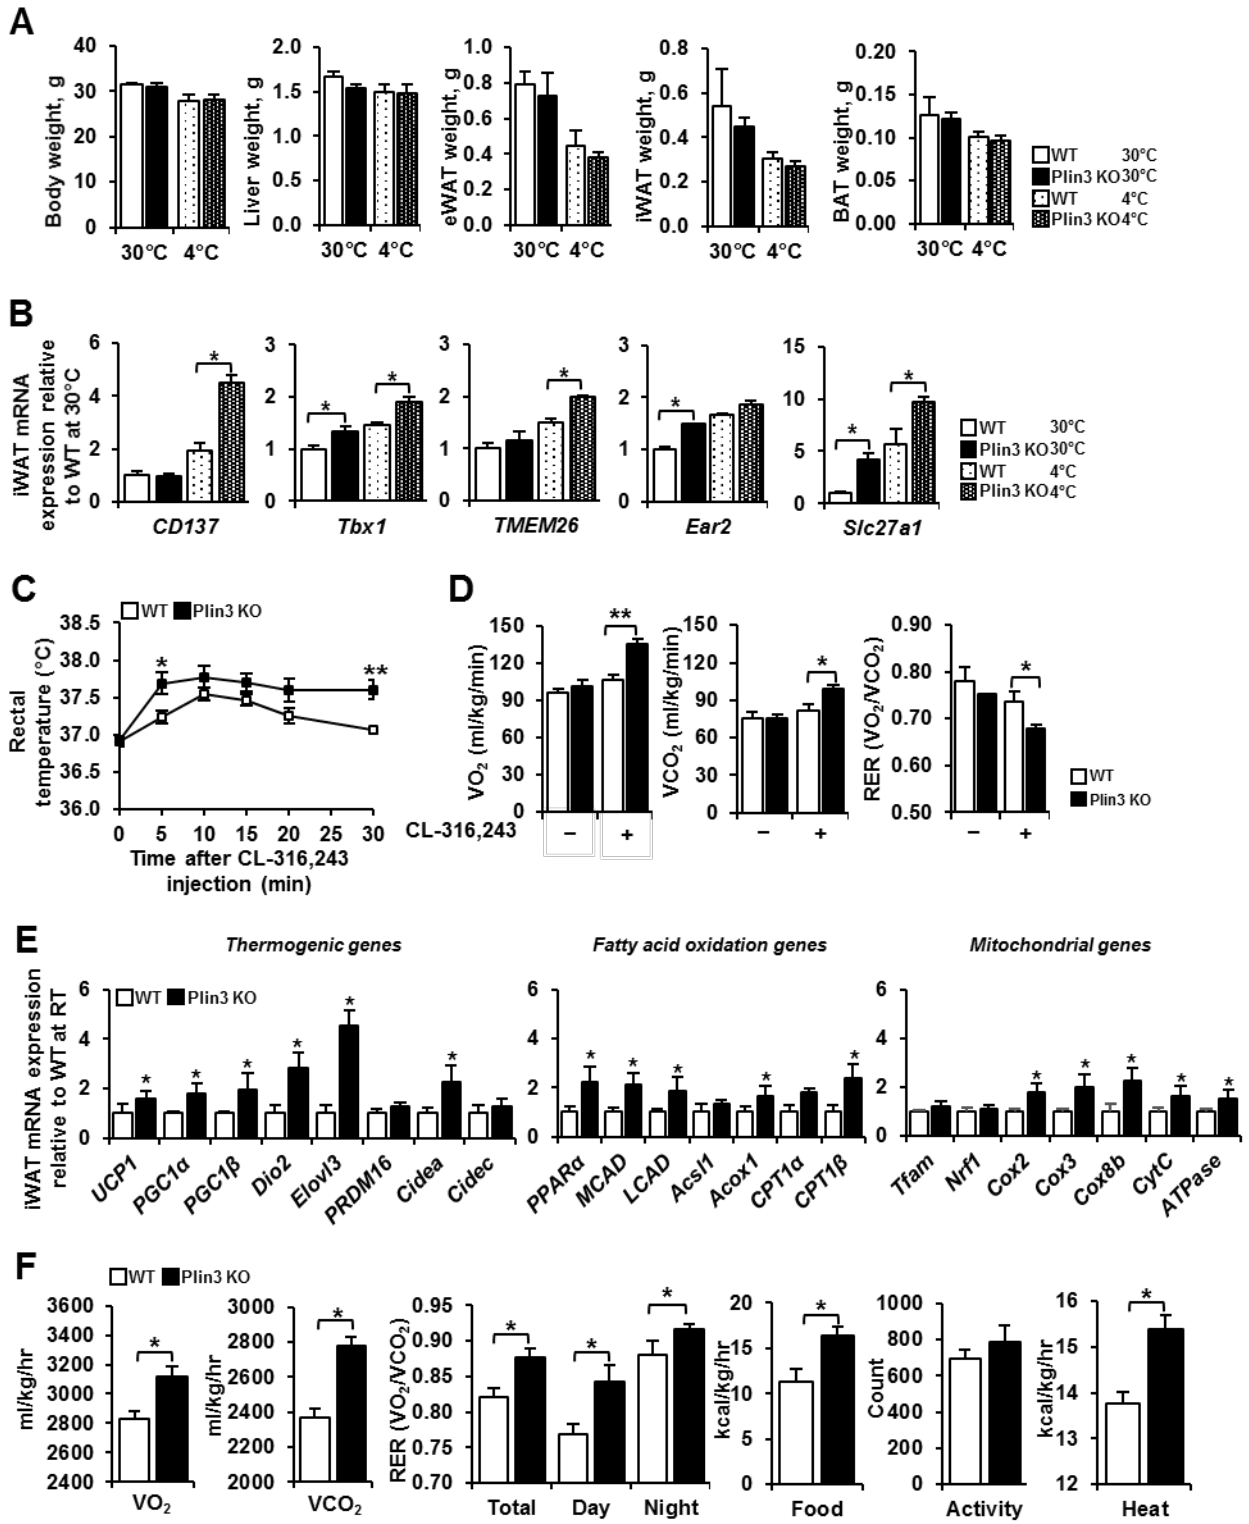 A
Body weight, g
40
30
20
10
0
30°C 4°C
Liver weight, g
2.0
1.5
1.0
0.5
0.0
30°C 4°C
eWAT weight, g
1.0
0.8
0.6
0.4
0.2
0.0
30°C 4°C
iWAT weight, g
0.8
0.6
0.4
0.2
0.0
30°C 4°C
BAT weight, g
0.20
0.15
0.10
0.05
0.00
30°C 4°C
WT 30°C
Plin3 KO 30°C
WT 4°C
Plin3 KO 4°C
B
iWAT mRNA
expression relative
to WT at 30°C
6
4
2
0
*
CD137
3
2
1
0
*
*
Tbx1
3
2
1
0
*
TMEM26
3
2
1
0
*
Ear2
15
10
5
0
*
*
Slc27a1
WT 30°C
Plin3 KO 30°C
WT 4°C
Plin3 KO 4°C
C
WT Plin3 KO
Rectal
temperature (°C)
38.5
38.0
37.5
37.0
36.5
36.0
*
**
0 5 10 15 20 25 30
Time after CL-316,243
injection (min)
D
VO2 (ml/kg/min)
150
120
90
60
30
0
**
CL-316,243 – +
VCO2 (ml/kg/min)
150
120
90
60
30
0
*
– +
RER (VO2/VCO2)
0.90
0.80
0.70
0.60
0.50
*
– +
WT
Plin3 KO
E
Thermogenic genes
Fatty acid oxidation genes
Mitochondrial genes
iWAT mRNA expression
relative to WT at RT
WT Plin3 KO
6
4
2
0
* * * * * *
UCP1 PGC1α PGC1β Dio2 Elovl3 PRDM16 Cidea Cidec
6
4
2
0
* * * * *
PPARα MCAD LCAD Acsl1 Acox1 CPT1α CPT1β
6
4
2
0
* * * * *
Tfam Nrf1 Cox2 Cox3 Cox8b CytC ATPase
F
WT Plin3 KO
ml/kg/hr
3600
3400
3200
3000
2800
2600
2400
*
VO2
ml/kg/hr
3000
2800
2600
2400
2200
2000
*
VCO2
RER (VO2/VCO2)
0.95
0.90
0.85
0.80
0.75
0.70
* * *
Total Day Night
kcal/kg/hr
20
15
10
5
0
*
Food
Count
1000
800
600
400
200
0
Activity
kcal/kg/hr
16
15
14
13
12
*
Heat